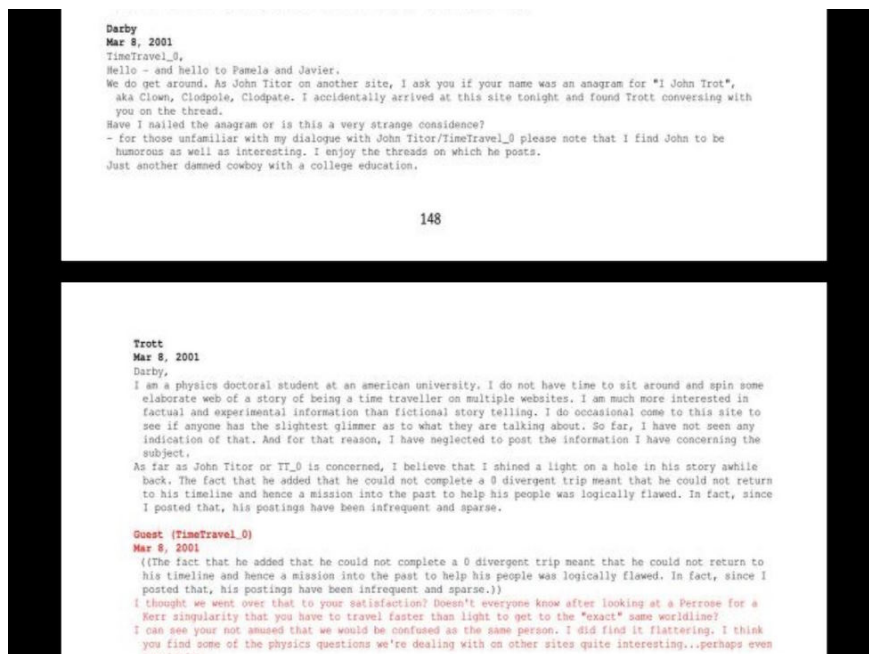 Darby
Mar 8, 2001
TimeTravel_0,
Hello - and hello to Pamela and Javier.
We do get around. As John Titor on another site, I ask you if your name was an anagram for "I John Trot",
aka Clown, Clodpole, Clodpate. I accidentally arrived at this site tonight and found Trott conversing with
you on the thread.
Have I nailed the anagram or is this a very strange considence?
- for those unfamiliar with my dialogue with John Titor/TimeTravel_0 please note that I find John to be
humorous as well as interesting. I enjoy the threads on which he posts.
Just another damned cowboy with a college education.
148
Trott
Mar 8, 2001
Darby,
I am a physics doctoral student at an american university. I do not have time to sit around and spin some
elaborate web of a story of being a time traveller on multiple websites. I am much more interested in
factual and experimental information than fictional story telling. I do occasional come to this site to
see if anyone has the slightest glimmer as to what they are talking about. So far, I have not seen any
indication of that. And for that reason, I have neglected to post the information I have concerning the
subject.
As far as John Titor or TT_0 is concerned, I believe that I shined a light on a hole in his story awhile
back. The fact that he added that he could not complete a 0 divergent trip meant that he could not return
to his timeline and hence a mission into the past to help his people was logically flawed. In fact, since
I posted that, his postings have been infrequent and sparse.
Guest (TimeTravel_0)
Mar 8, 2001
((The fact that he added that he could not complete a 0 divergent trip meant that he could not return to
his timeline and hence a mission into the past to help his people was logically flawed. In fact, since I
posted that, his postings have been infrequent and sparse.))
I thought we went over that to your satisfaction? Doesn't everyone know after looking at a Perrose for a
Kerr singularity that you have to travel faster than light to get to the "exact" same worldline?
I can see your not amused that we would be confused as the same person. I did find it flattering. I think
you find some of the physics questions we're dealing with on other sites quite interesting...perhaps even